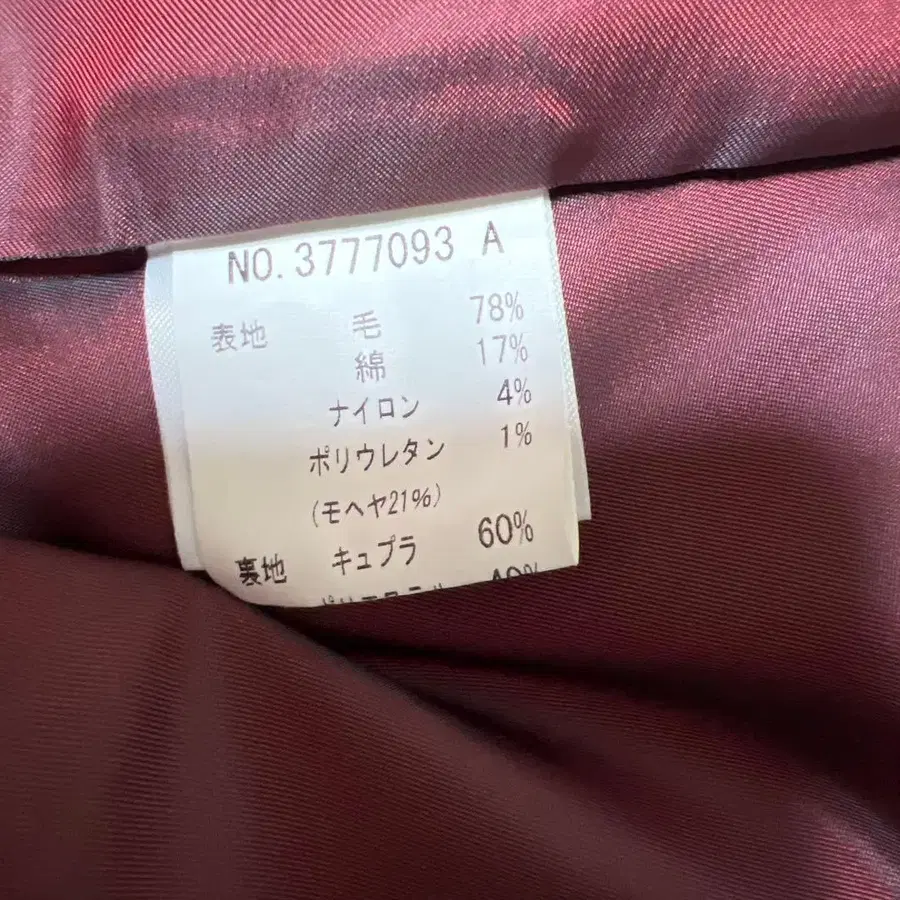 NO. 3777093 A
表地 毛 78%
綿 17%
ナイロン 4%
ポリウレタン 1%
(モヘヤ21%)
裏地 キュプラ 60%